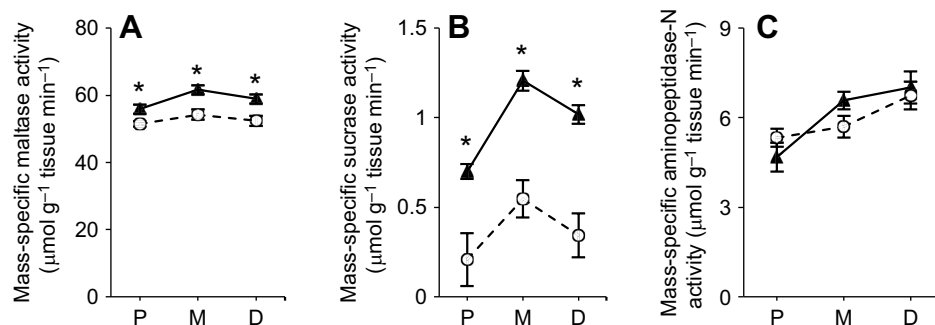 A
Mass-specific maltase activity
(μmol g⁻¹ tissue min⁻¹)
80
60
40
20
0
* * *
P M D
B
Mass-specific sucrase activity
(μmol g⁻¹ tissue min⁻¹)
1.5
1
0.5
0
* * *
P M D
C
Mass-specific aminopeptidase-N
activity (μmol g⁻¹ tissue min⁻¹)
9
6
3
0
P M D